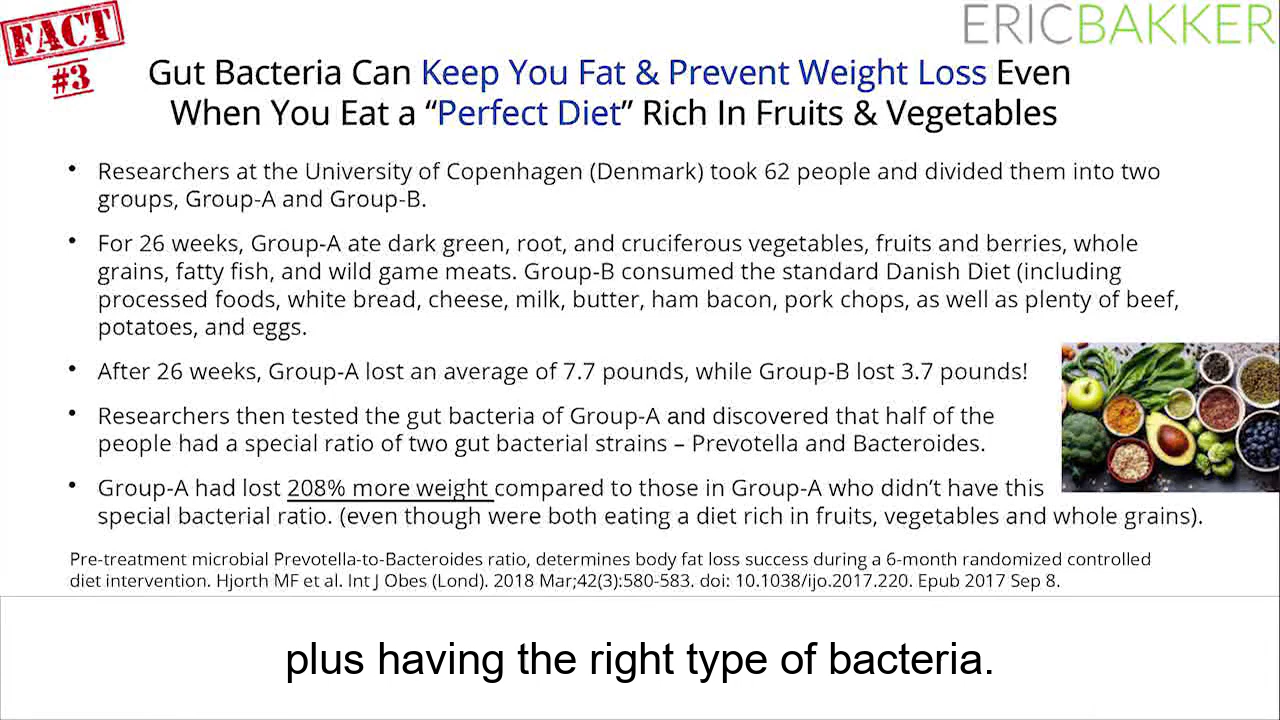 FACT
#3
ERICBAKKER
Gut Bacteria Can Keep You Fat & Prevent Weight Loss Even
When You Eat a “Perfect Diet” Rich In Fruits & Vegetables
• Researchers at the University of Copenhagen (Denmark) took 62 people and divided them into two
groups, Group-A and Group-B.
• For 26 weeks, Group-A ate dark green, root, and cruciferous vegetables, fruits and berries, whole
grains, fatty fish, and wild game meats. Group-B consumed the standard Danish Diet (including
processed foods, white bread, cheese, milk, butter, ham bacon, pork chops, as well as plenty of beef,
potatoes, and eggs.
• After 26 weeks, Group-A lost an average of 7.7 pounds, while Group-B lost 3.7 pounds!
• Researchers then tested the gut bacteria of Group-A and discovered that half of the
people had a special ratio of two gut bacterial strains – Prevotella and Bacteroides.
• Group-A had lost 208% more weight compared to those in Group-A who didn’t have this
special bacterial ratio. (even though were both eating a diet rich in fruits, vegetables and whole grains).
Pre-treatment microbial Prevotella-to-Bacteroides ratio, determines body fat loss success during a 6-month randomized controlled
diet intervention. Hjorth MF et al. Int J Obes (Lond). 2018 Mar;42(3):580-583. doi: 10.1038/ijo.2017.220. Epub 2017 Sep 8.
plus having the right type of bacteria.